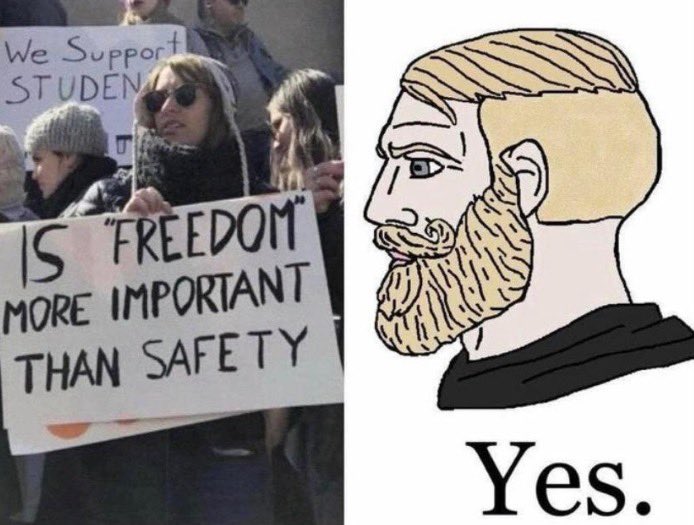 We Support
STUDEN
IS "FREEDOM"
MORE IMPORTANT
THAN SAFETY
Yes.